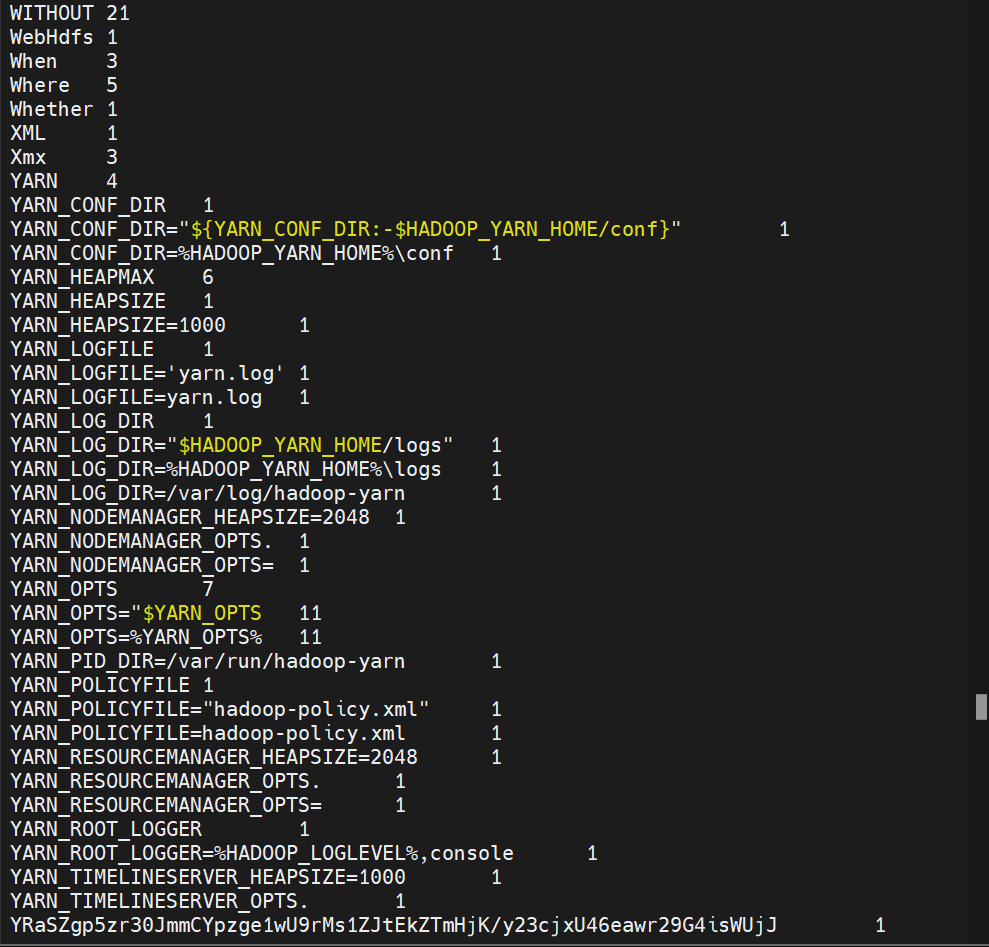 WITHOUT 21
WebHdfs 1
When 3
Where 5
Whether 1
XML 1
Xmx 3
YARN 4
YARN_CONF_DIR 1
YARN_CONF_DIR="${YARN_CONF_DIR:-$HADOOP_YARN_HOME/conf}" 1
YARN_CONF_DIR=%HADOOP_YARN_HOME%\conf 1
YARN_HEAPMAX 6
YARN_HEAPSIZE 1
YARN_HEAPSIZE=1000 1
YARN_LOGFILE 1
YARN_LOGFILE='yarn.log' 1
YARN_LOGFILE=yarn.log 1
YARN_LOG_DIR 1
YARN_LOG_DIR="$HADOOP_YARN_HOME/logs" 1
YARN_LOG_DIR=%HADOOP_YARN_HOME%\logs 1
YARN_LOG_DIR=/var/log/hadoop-yarn 1
YARN_NODEMANAGER_HEAPSIZE=2048 1
YARN_NODEMANAGER_OPTS. 1
YARN_NODEMANAGER_OPTS= 1
YARN_OPTS 7
YARN_OPTS="$YARN_OPTS 11
YARN_OPTS=%YARN_OPTS% 11
YARN_PID_DIR=/var/run/hadoop-yarn 1
YARN_POLICYFILE 1
YARN_POLICYFILE="hadoop-policy.xml" 1
YARN_POLICYFILE=hadoop-policy.xml 1
YARN_RESOURCEMANAGER_HEAPSIZE=2048 1
YARN_RESOURCEMANAGER_OPTS. 1
YARN_RESOURCEMANAGER_OPTS= 1
YARN_ROOT_LOGGER 1
YARN_ROOT_LOGGER=%HADOOP_LOGLEVEL%,console 1
YARN_TIMELINESERVER_HEAPSIZE=1000 1
YARN_TIMELINESERVER_OPTS. 1
YRaSZgp5zr30JmmCYpzge1wU9rMs1ZJtEkZTmHjK/y23cjxU46eawr29G4isWUjJ 1